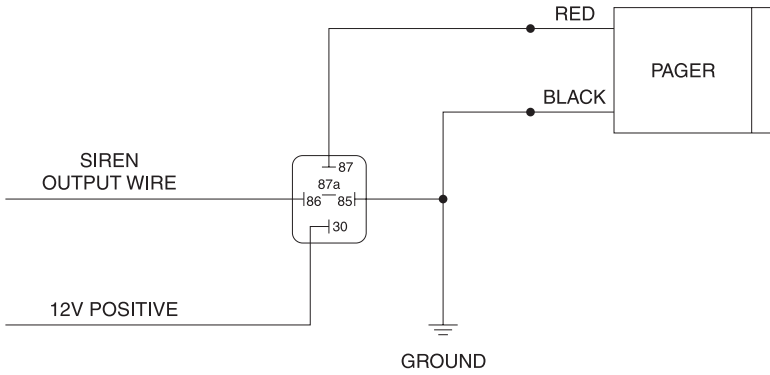 RED
PAGER
BLACK
SIREN
OUTPUT WIRE
87
87a
86 85
30
12V POSITIVE
GROUND